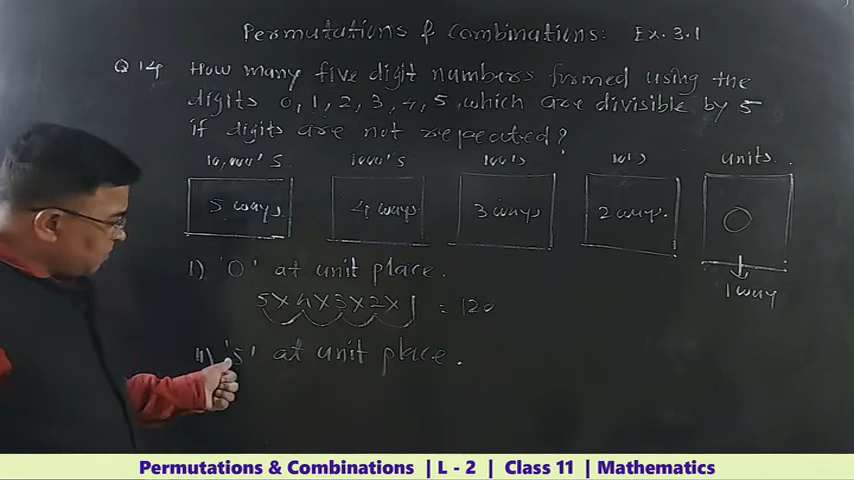 Permutations & Combinations: Ex. 3.1
Q 14 How many five digit numbers formed using the
digits 0, 1, 2, 3, 4, 5, which are divisible by 5
if digits are not repeated?
10,000's 1000's 100's 10's units
5 ways 4 ways 3 ways 2 ways. 0
1 way
i) '0' at unit place.
5 X 4 X 3 X 2 X 1 = 120
ii) '5' at unit place.
Permutations & Combinations | L - 2 | Class 11 | Mathematics